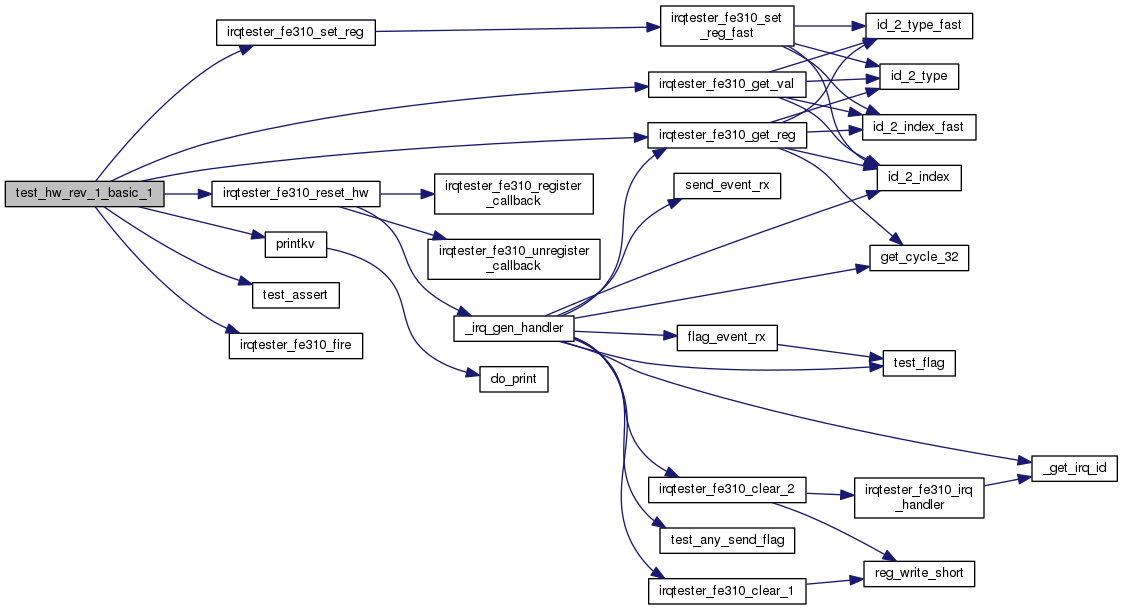 irqtester_fe310_set_reg
irqtester_fe310_set
_reg_fast
id_2_type_fast
irqtester_fe310_get_val
id_2_type
irqtester_fe310_get_reg
id_2_index_fast
test_hw_rev_1_basic_1
irqtester_fe310_reset_hw
irqtester_fe310_register
_callback
send_event_rx
id_2_index
printkv
irqtester_fe310_unregister
_callback
get_cycle_32
test_assert
_irq_gen_handler
flag_event_rx
irqtester_fe310_fire
test_flag
do_print
_get_irq_id
irqtester_fe310_clear_2
irqtester_fe310_irq
_handler
test_any_send_flag
reg_write_short
irqtester_fe310_clear_1